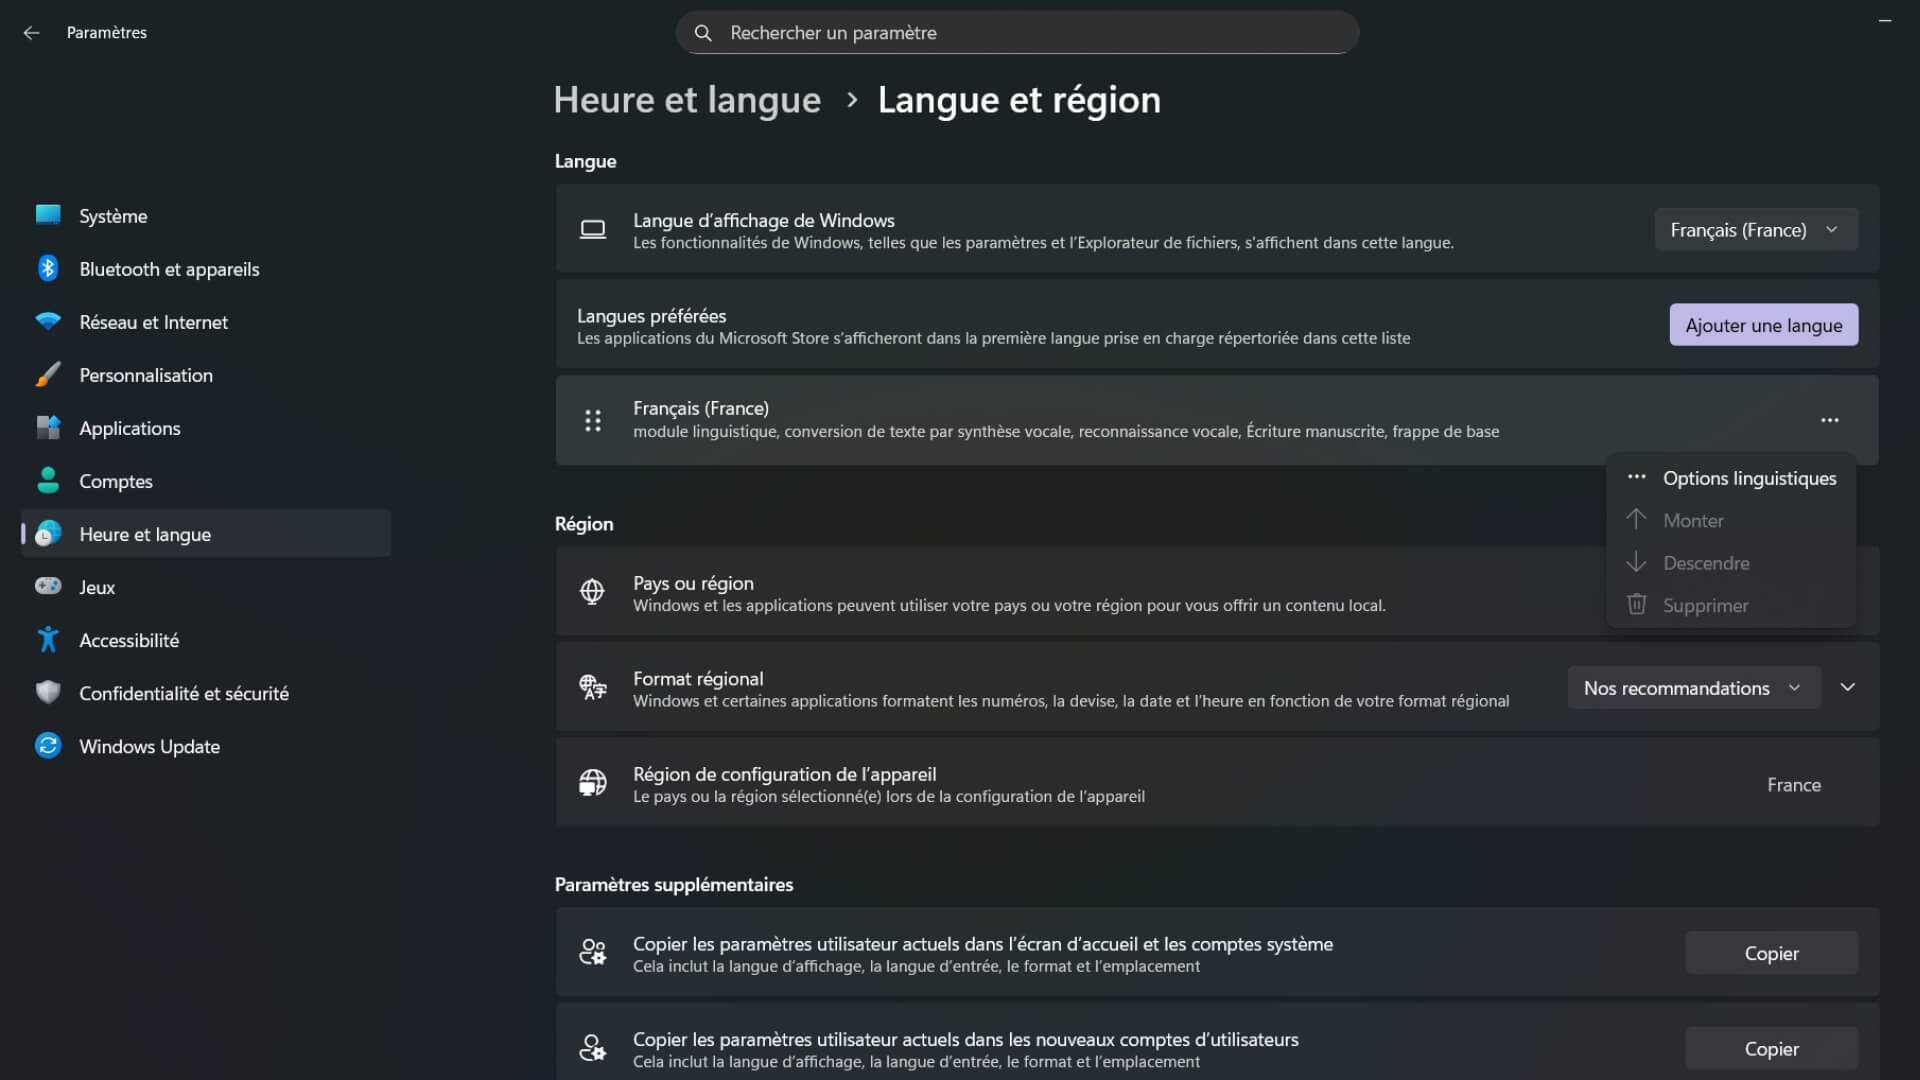 Paramètres
Rechercher un paramètre
Heure et langue > Langue et région
Système
Bluetooth et appareils
Réseau et Internet
Personnalisation
Applications
Comptes
Heure et langue
Jeux
Accessibilité
Confidentialité et sécurité
Windows Update
Langue
Langue d’affichage de Windows
Les fonctionnalités de Windows, telles que les paramètres et l’Explorateur de fichiers, s'affichent dans cette langue.
Français (France)
Langues préférées
Les applications du Microsoft Store s’afficheront dans la première langue prise en charge répertoriée dans cette liste
Ajouter une langue
Français (France)
module linguistique, conversion de texte par synthèse vocale, reconnaissance vocale, Écriture manuscrite, frappe de base
Options linguistiques
Monter
Descendre
Supprimer
Région
Pays ou région
Windows et les applications peuvent utiliser votre pays ou votre région pour vous offrir un contenu local.
Format régional
Windows et certaines applications formatent les numéros, la devise, la date et l’heure en fonction de votre format régional
Nos recommandations
Région de configuration de l’appareil
Le pays ou la région sélectionné(e) lors de la configuration de l’appareil
France
Paramètres supplémentaires
Copier les paramètres utilisateur actuels dans l’écran d’accueil et les comptes système
Cela inclut la langue d’affichage, la langue d’entrée, le format et l’emplacement
Copier
Copier les paramètres utilisateur actuels dans les nouveaux comptes d’utilisateurs
Cela inclut la langue d’affichage, la langue d’entrée, le format et l’emplacement
Copier